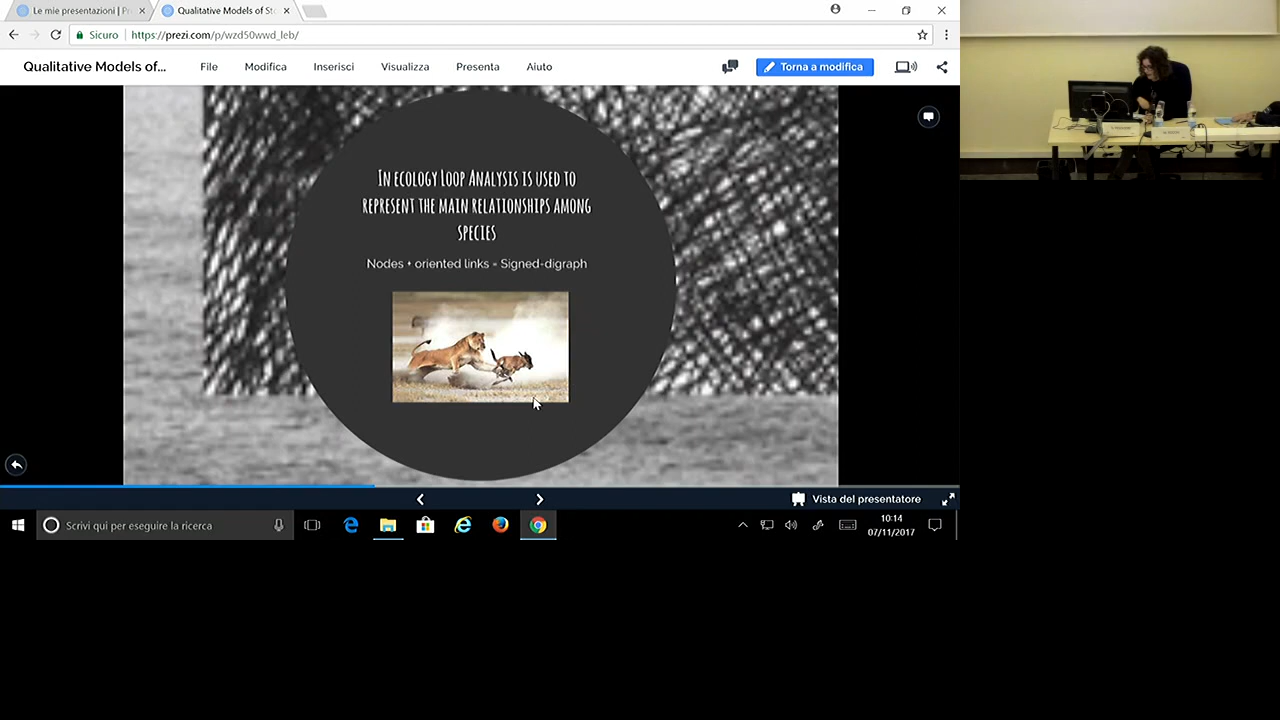 Le mie presentazioni | Pr
Qualitative Models of Sto
Sicuro
https://prezi.com/p/wzd50wwd_leb/
Qualitative Models of...
File
Modifica
Inserisci
Visualizza
Presenta
Aiuto
Torna a modifica
IN ECOLOGY LOOP ANALYSIS IS USED TO
REPRESENT THE MAIN RELATIONSHIPS AMONG
SPECIES
Nodes + oriented links = Signed-digraph
Vista del presentatore
Scrivi qui per eseguire la ricerca
10:14
07/11/2017